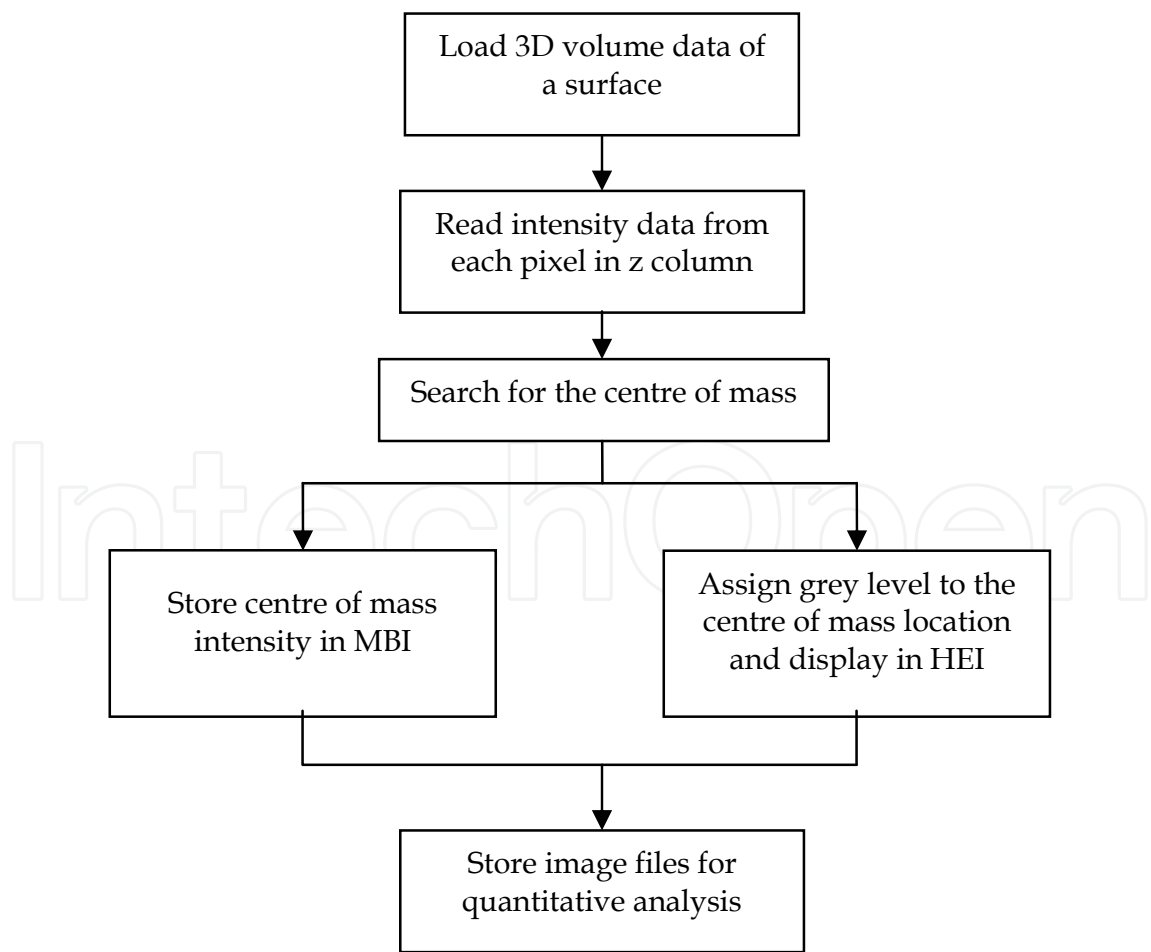 Load 3D volume data of
a surface
Read intensity data from
each pixel in z column
Search for the centre of mass
IntechOpen
Store centre of mass
intensity in MBI
Assign grey level to the
centre of mass location
and display in HEI
Store image files for
quantitative analysis